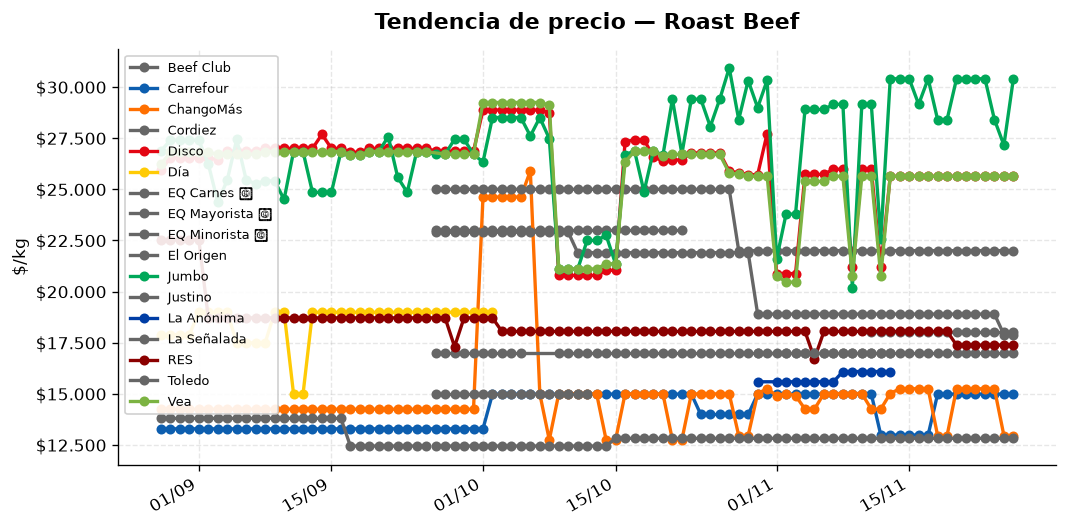 Tendencia de precio — Roast Beef
$/kg
$30.000
$27.500
$25.000
$22.500
$20.000
$17.500
$15.000
$12.500
Beef Club
Carrefour
ChangoMás
Cordiez
Disco
Día
EQ Carnes
EQ Mayorista
EQ Minorista
El Origen
Jumbo
Justino
La Anónima
La Señalada
RES
Toledo
Vea
01/09
15/09
01/10
15/10
01/11
15/11